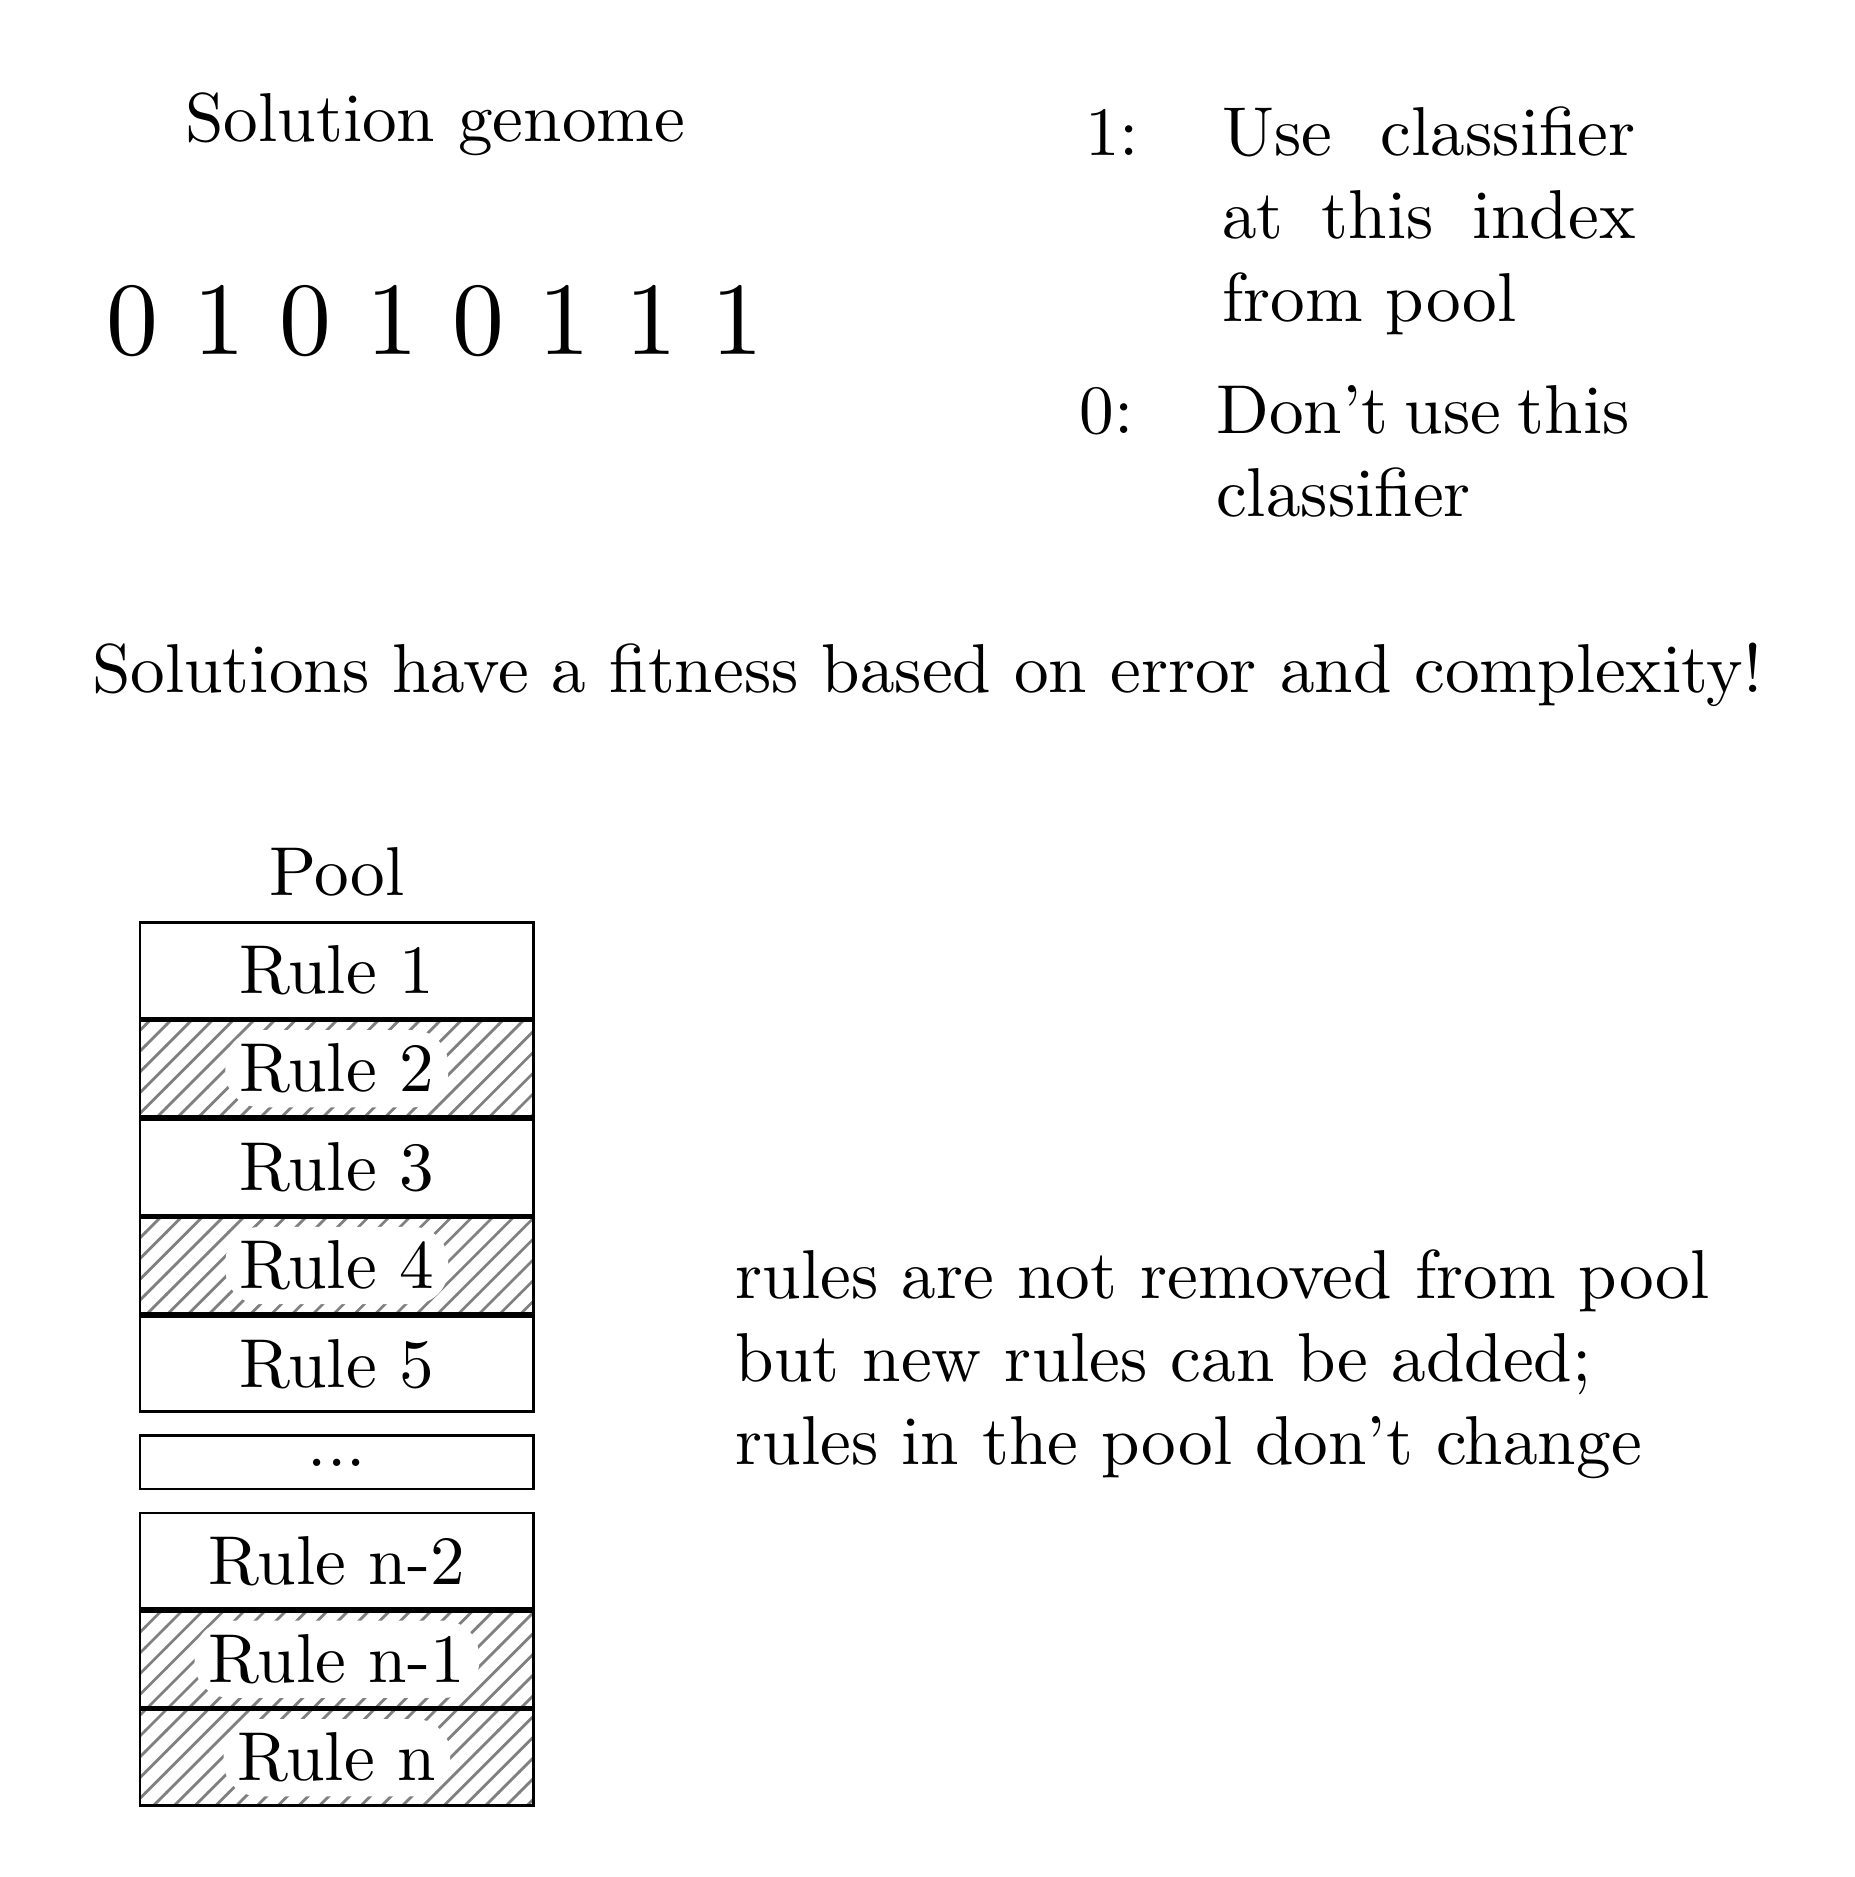 Solution genome
0 1 0 1 0 1 1 1
1: Use classifier
at this index
from pool
0: Don't use this
classifier
Solutions have a fitness based on error and complexity!
Pool
Rule 1
Rule 2
Rule 3
Rule 4
Rule 5
...
Rule n-2
Rule n-1
Rule n
rules are not removed from pool
but new rules can be added;
rules in the pool don't change